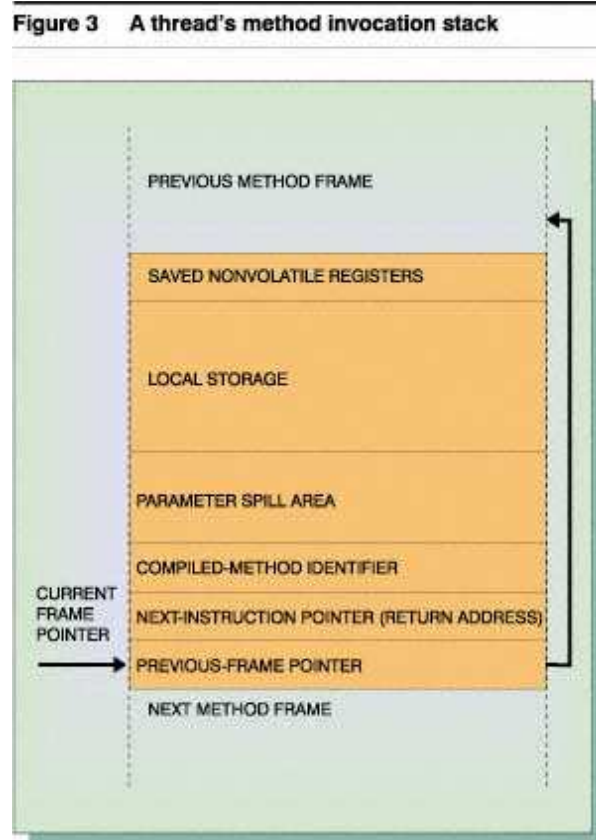 Figure 3 A thread's method invocation stack
PREVIOUS METHOD FRAME
SAVED NONVOLATILE REGISTERS
LOCAL STORAGE
PARAMETER SPILL AREA
COMPILED-METHOD IDENTIFIER
CURRENT
FRAME
POINTER
NEXT-INSTRUCTION POINTER (RETURN ADDRESS)
PREVIOUS-FRAME POINTER
NEXT METHOD FRAME